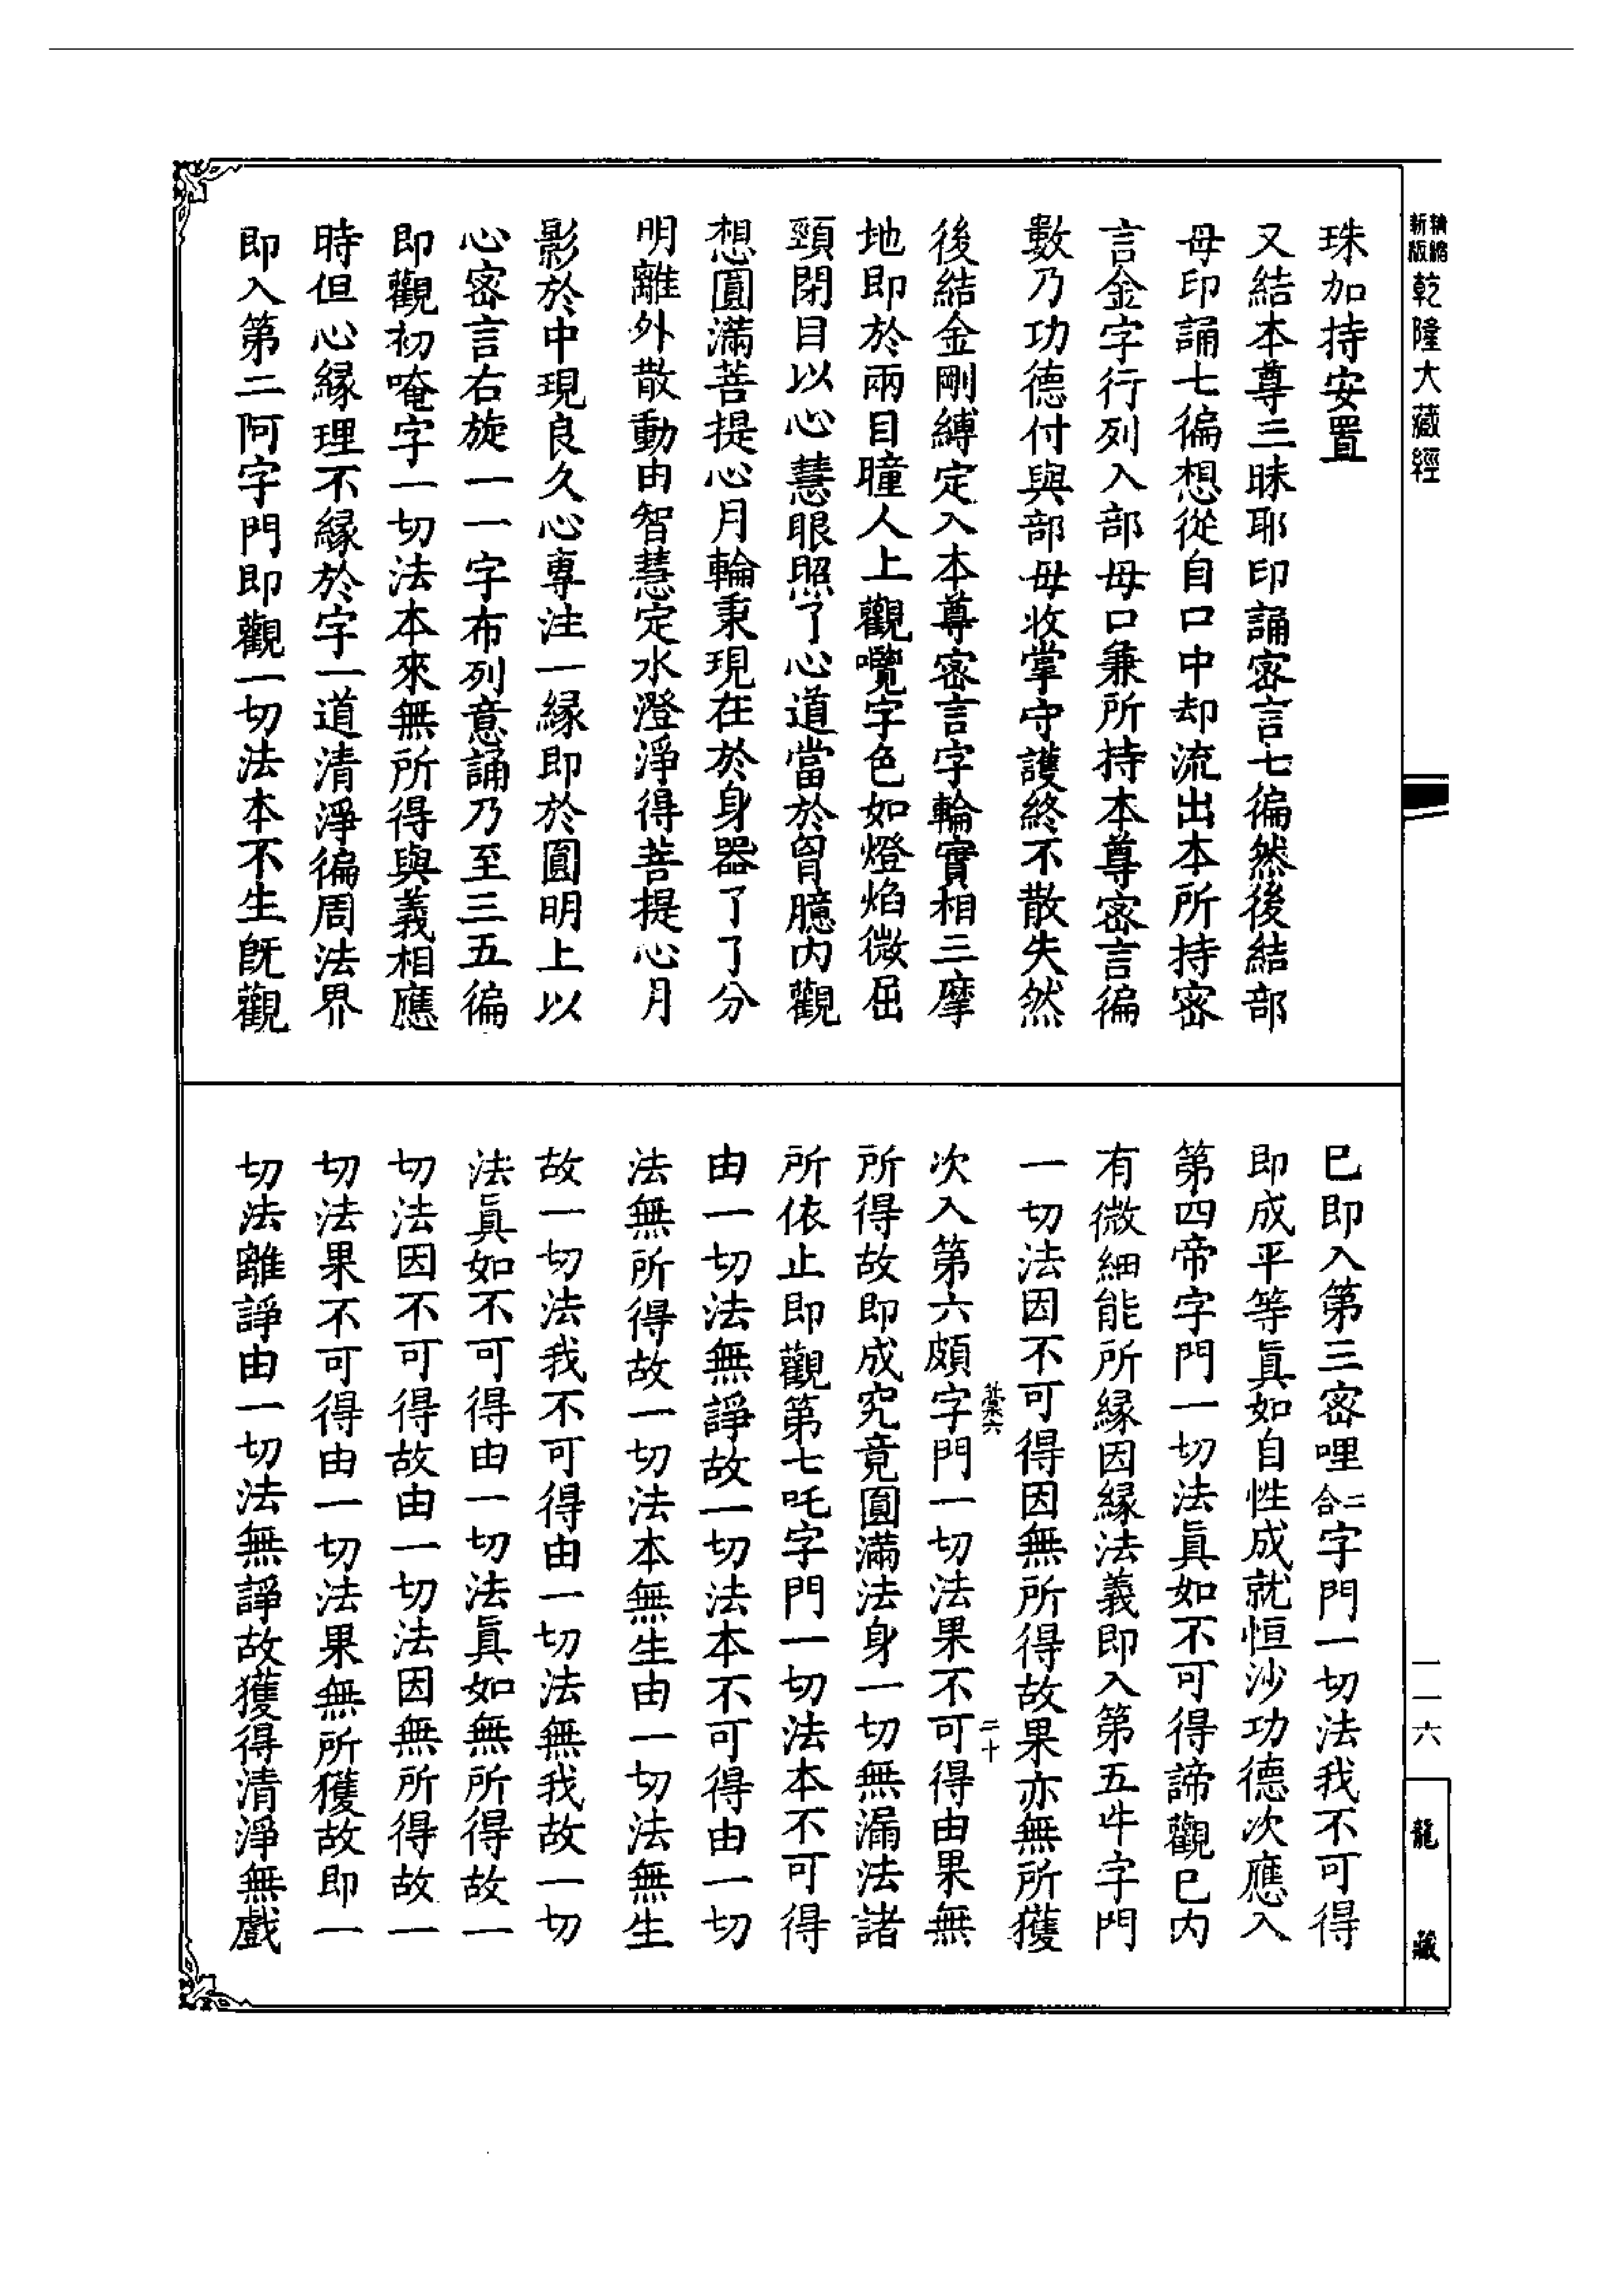 精縮新版乾隆大藏經
珠加持安置
又結本尊三昧耶印誦密言七徧然後結部
母印誦七徧想從自口中却流出本所持密
言金字行列入部母口兼所持本尊密言徧
數乃功德付與部母收掌守護終不散失然
後結金剛縛定入本尊密言字輪實相三摩
地即於兩目瞳人上觀囕字色如燈焰微屈
頸閉目以心慧眼照了心道當於胷臆内觀
想圓滿菩提心月輪秉現在於身器了了分
明離外散動由智慧定水澄淨得菩提心月
影於中現良久心專注一緣即於圓明上以
心密言右旋一一字布列意誦乃至三五徧
即觀初唵字一切法本來無所得與義相應
時但心緣理不緣於字一道清淨徧周法界
即入第二阿字門即觀一切法本不生旣觀
巳即入第三密哩二合字門一切法我不可得
即成平等眞如自性成就恒沙功德次應入
第四帝字門一切法眞如不可得諦觀巳内
有微細能所緣因緣法義即入第五吽字門
一切法因不可得因無所得故果亦無所獲
次入第六頗字門一切法果不可得由果無
所得故即成究竟圓滿法身一切無漏法諸
所依止即觀第七吒字門一切法本不可得
由一切法無諍故一切法本不可得由一切
法無所得故一切法本無生由一切法無生
故一切法我不可得由一切法無我故一切
法眞如不可得由一切法眞如無所得故一
切法因不可得故由一切法因無所得故一
切法果不可得由一切法果無所獲故即一
切法離諍由一切法無諍故獲得清淨無戲
二十
一一六
龍藏